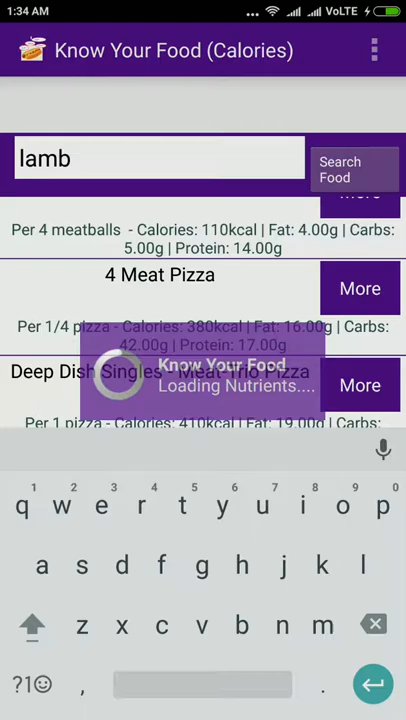 1:34 AM
... VoLTE
Know Your Food (Calories)
lamb
Search
Food
More
Per 4 meatballs - Calories: 110kcal | Fat: 4.00g | Carbs:
5.00g | Protein: 14.00g
4 Meat Pizza
More
Per 1/4 pizza - Calories: 380kcal | Fat: 16.00g | Carbs:
42.00g | Protein: 17.00g
Know Your Food
Deep Dish Singles - Meat-Trio Pizza
More
Loading Nutrients....
Per 1 pizza - Calories: 410kcal | Fat: 19.00g | Carbs:
1 2 3 4 5 6 7 8 9 0
q w e r t y u i o p
a s d f g h j k l
z x c v b n m
?1☺ , .